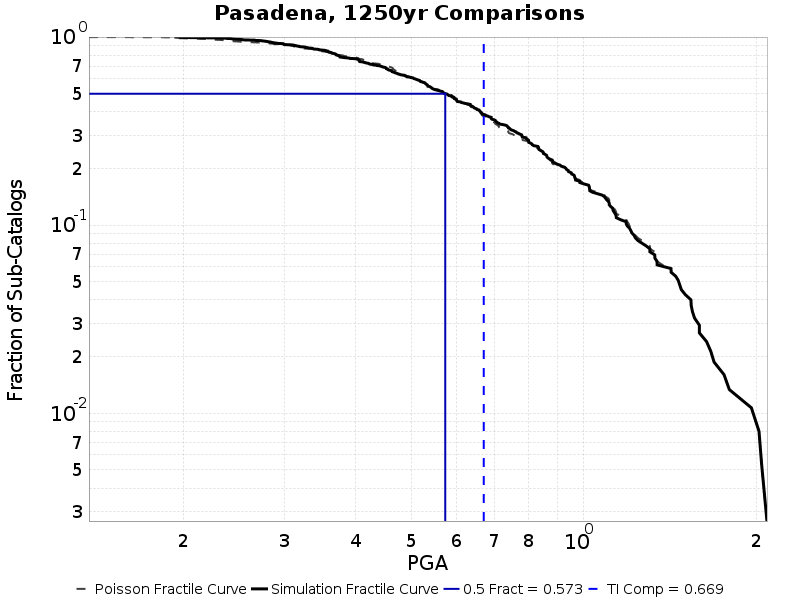 Pasadena, 1250yr Comparisons
10^0
7
5
3
2
10^-1
7
5
3
2
10^-2
7
5
3
Fraction of Sub-Catalogs
2 3 4 5 6 7 8 10^0 2
PGA
Poisson Fractile Curve Simulation Fractile Curve 0.5 Fract = 0.573 TI Comp = 0.669